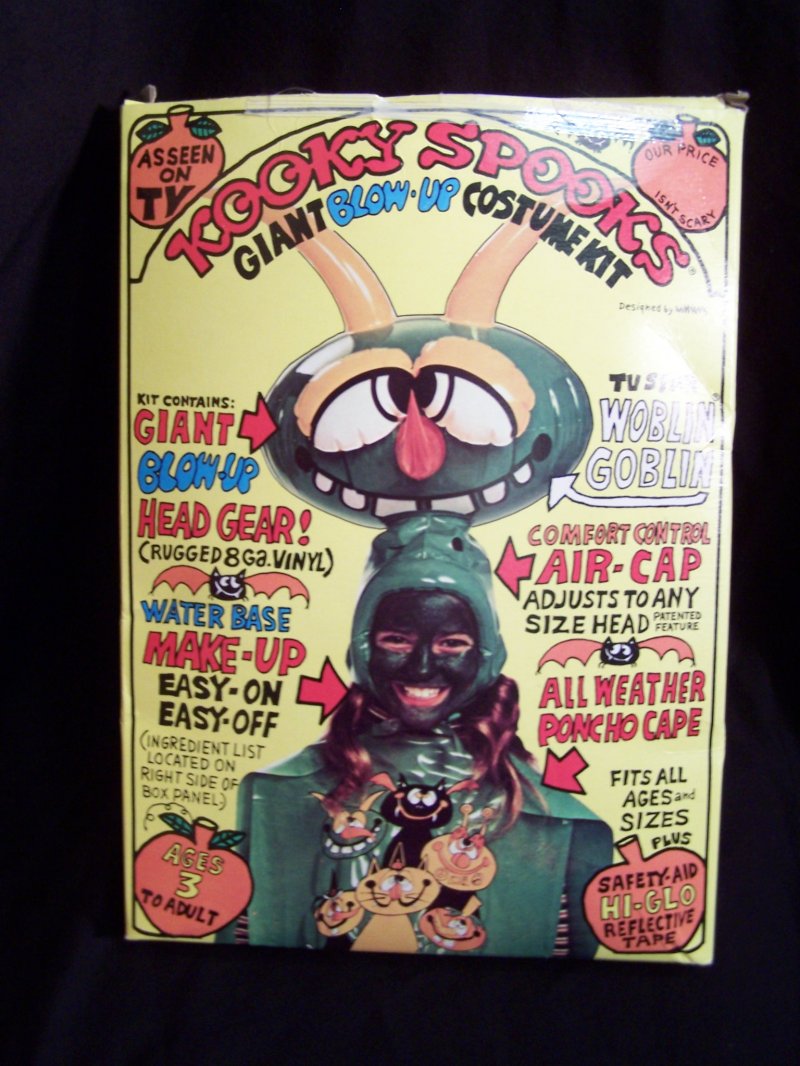 AS SEEN
ON
TV
KOOKY SPOOKS®
GIANT BLOW-UP COSTUME KIT
OUR PRICE
ISN'T SCARY
Designed by
KIT CONTAINS:
GIANT
BLOW-UP
HEAD GEAR!
(RUGGED 8 Ga. VINYL)
WATER BASE
MAKE-UP
EASY-ON
EASY-OFF
(INGREDIENT LIST
LOCATED ON
RIGHT SIDE OF
BOX PANEL)
AGES
3
TO ADULT
TV
WOBLIN
GOBLIN
COMFORT CONTROL
AIR-CAP
ADJUSTS TO ANY
SIZE HEAD PATENTED FEATURE
ALL WEATHER
PONCHO CAPE
FITS ALL
AGES and
SIZES
PLUS
SAFETY-AID
HI-GLO
REFLECTIVE
TAPE